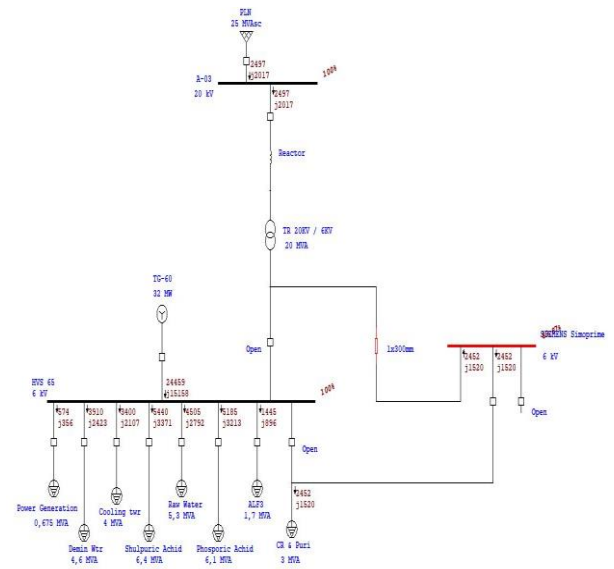 PLN
25 MVAsc
2497
j2017
100%
A-03
20 kV
2497
j2017
Reactor
TR 20KV / 6KV
20 MVA
TG-60
32 MW
Open
1x300mm
Simoprime
6 kV
2452
j1520
2452
j1520
Open
HVS 65
6 kV
24459
j15158
100%
574
j356
3910
j2423
3400
j2107
5440
j3371
4505
j2792
5185
j3213
1445
j896
Open
Power Generation
0,675 MVA
Demin Wtr
4,6 MVA
Cooling twr
4 MVA
Shulpuric Achid
6,4 MVA
Raw Water
5,3 MVA
Phosporic Achid
6,1 MVA
ALF3
1,7 MVA
2452
j1520
CR & Puri
3 MVA